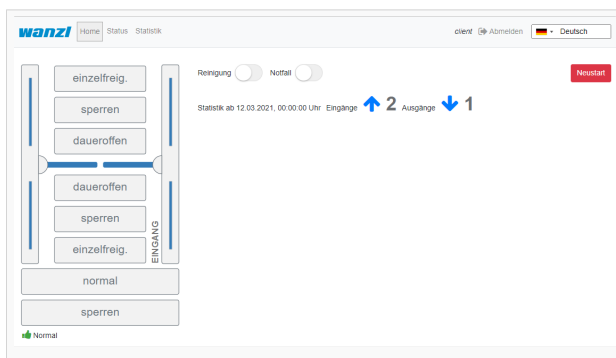 wanzl Home Status Statistik client Abmelden Deutsch
einzelfreig.
sperren
daueroffen
daueroffen
sperren
einzelfreig.
EINGANG
normal
sperren
Normal
Reinigung Notfall Neustart
Statistik ab 12.03.2021, 00:00:00 Uhr Eingänge 2 Ausgänge 1